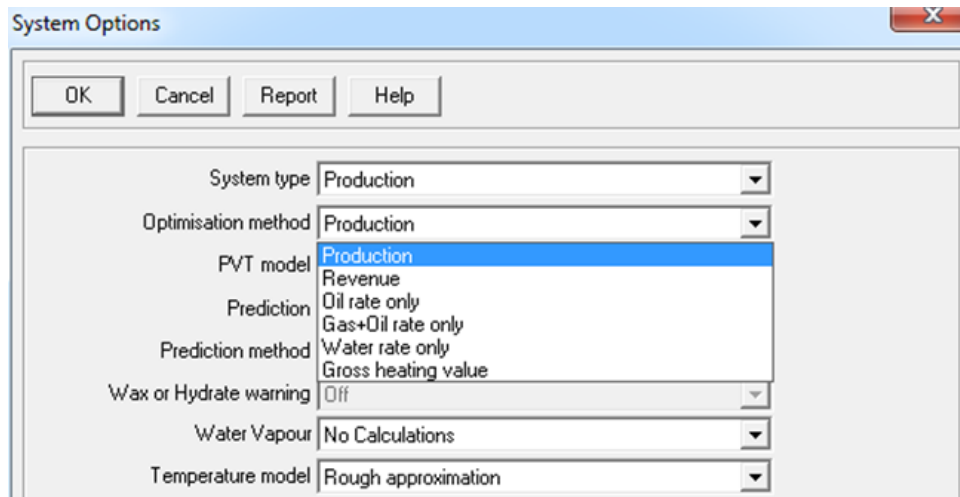 System Options
OK Cancel Report Help
System type Production
Optimisation method Production
PVT model Production
Revenue
Prediction Oil rate only
Gas+Oil rate only
Prediction method Water rate only
Gross heating value
Wax or Hydrate warning Off
Water Vapour No Calculations
Temperature model Rough approximation